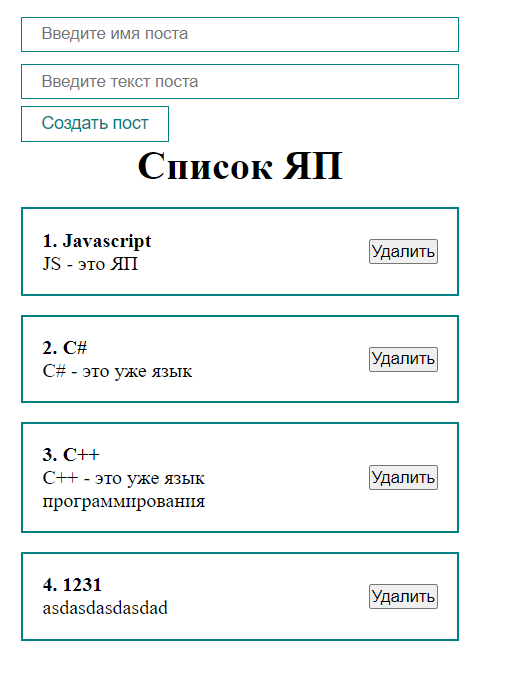 Введите имя поста
Введите текст поста
Создать пост
Список ЯП
1. Javascript
JS - это ЯП
Удалить
2. C#
C# - это уже язык
Удалить
3. C++
C++ - это уже язык
программирования
Удалить
4. 1231
asdasdasdasdad
Удалить